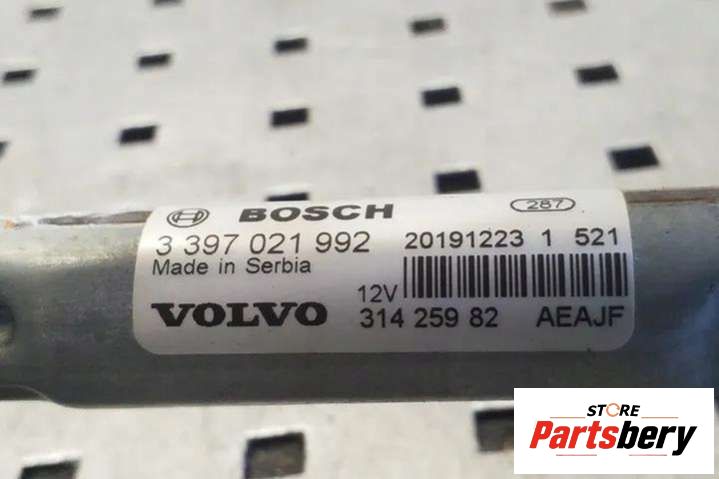 BOSCH 287
3 397 021 992 20191223 1 521
Made in Serbia
12V
VOLVO 314 259 82 AEAJF
STORE
Partsbery